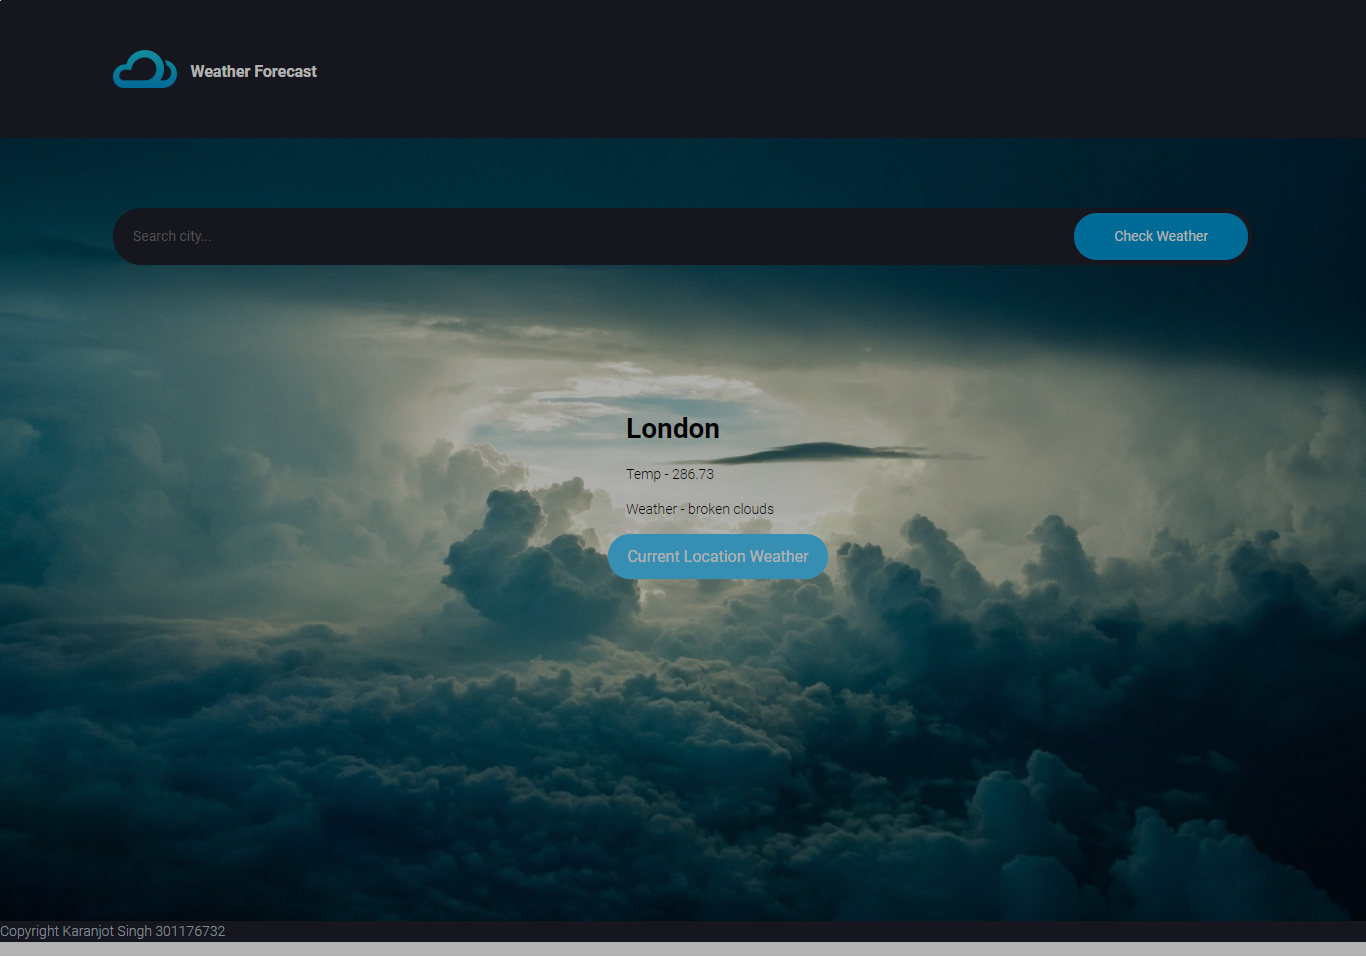 Weather Forecast
Search city...
Check Weather
London
Temp - 286.73
Weather - broken clouds
Current Location Weather
Copyright Karanjot Singh 301176732